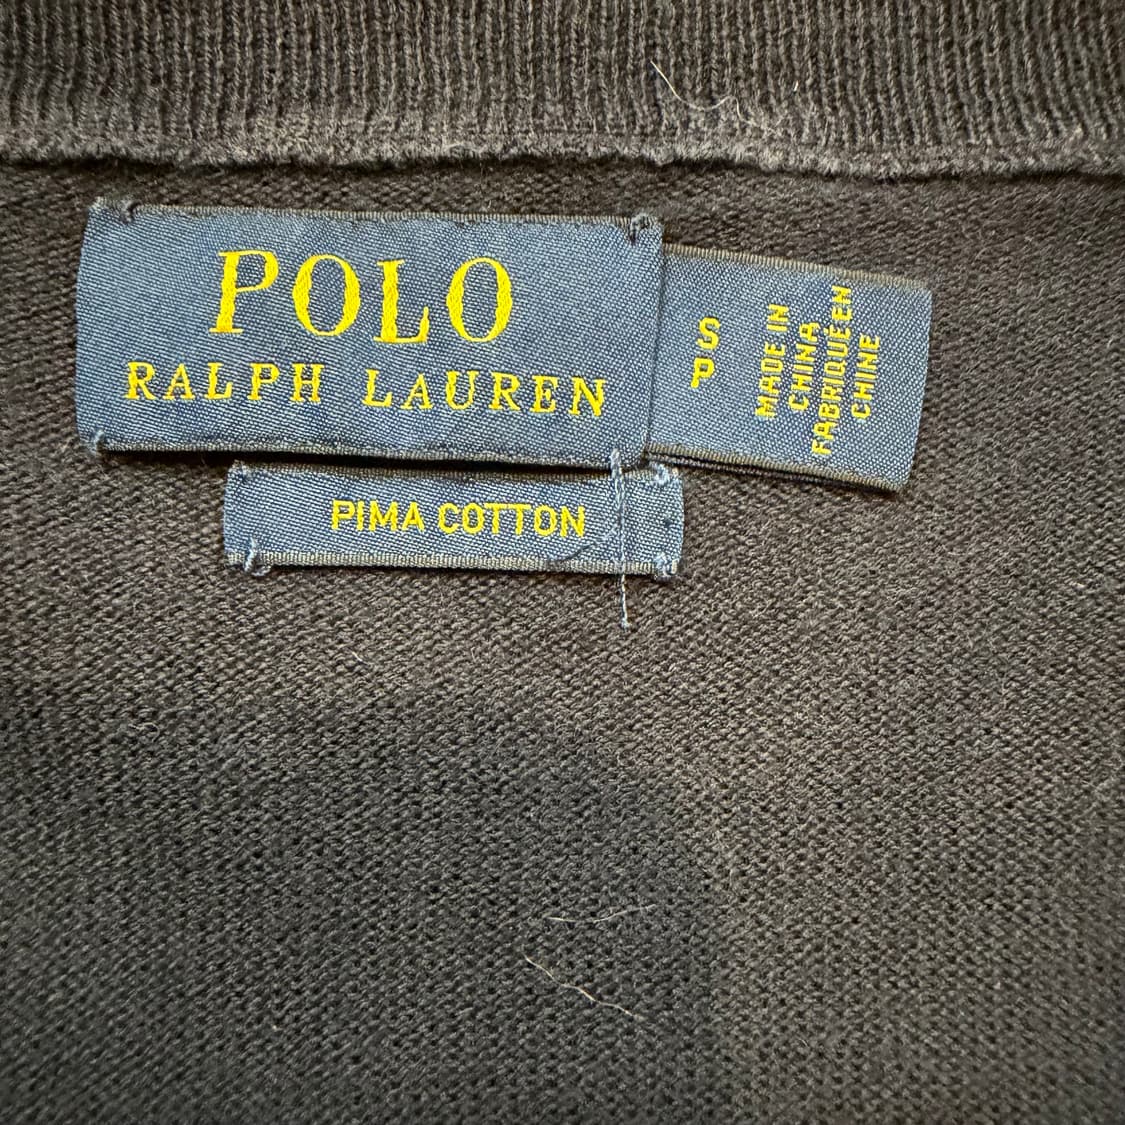 POLO
RALPH LAUREN
S
P
MADE IN
CHINA
FABRIQUÉ EN
CHINE
PIMA COTTON